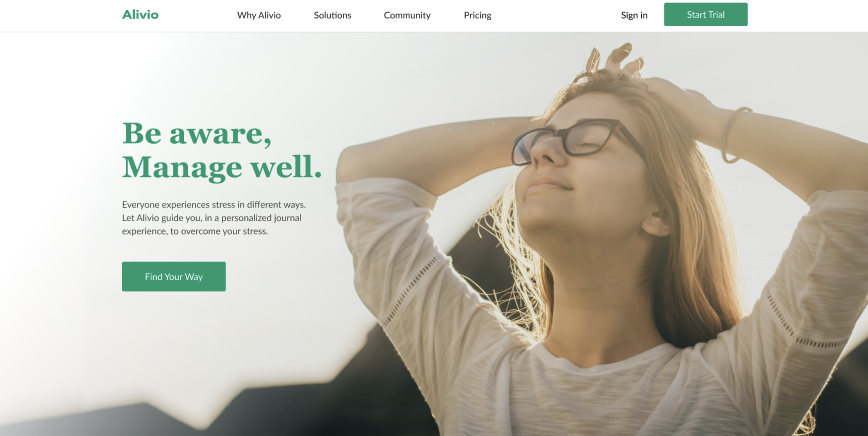 Alivio
Why Alivio
Solutions
Community
Pricing
Sign in
Start Trial
Be aware,
Manage well.
Everyone experiences stress in different ways.
Let Alivio guide you, in a personalized journal
experience, to overcome your stress.
Find Your Way